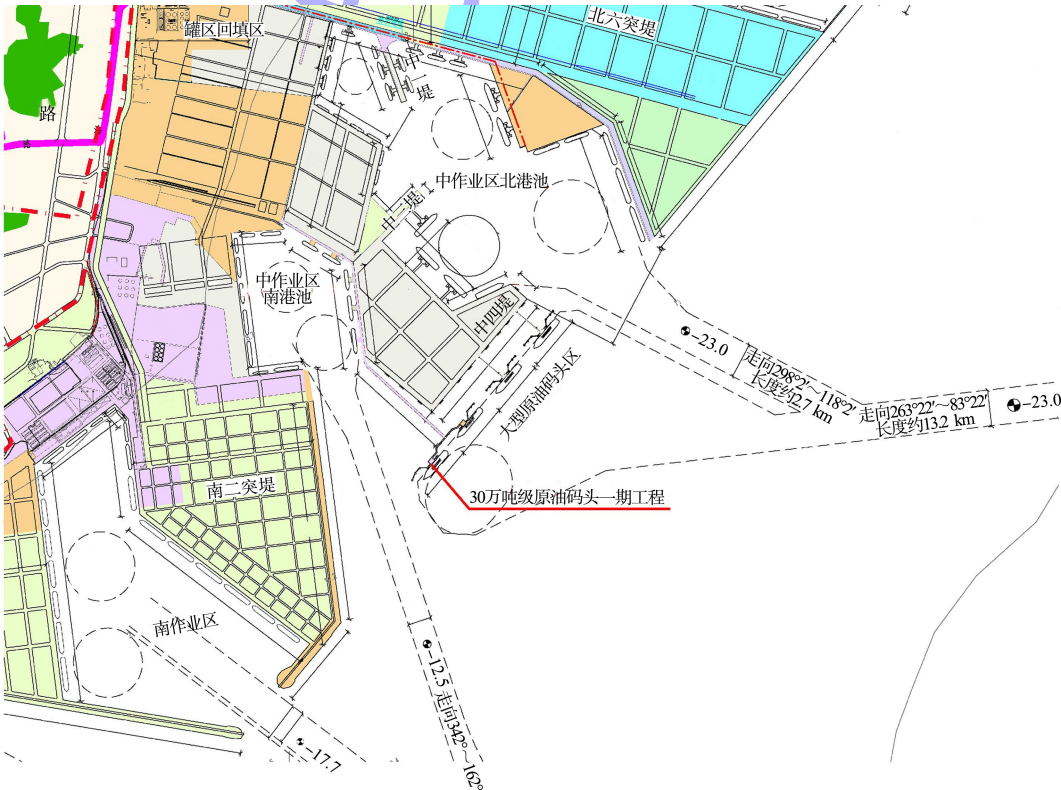 北六突堤
罐区回填区
中二堤
路
中作业区北港池
中一堤
中作业区
南港池
中四堤
大型原油码头区
-23.0
走向298°2′~118°2′
长度约2.7 km
走向263°22′~83°22′
长度约13.2 km
-23.0
30万吨级原油码头一期工程
南二突堤
南作业区
-12.5 走向342°~162°
-17.7